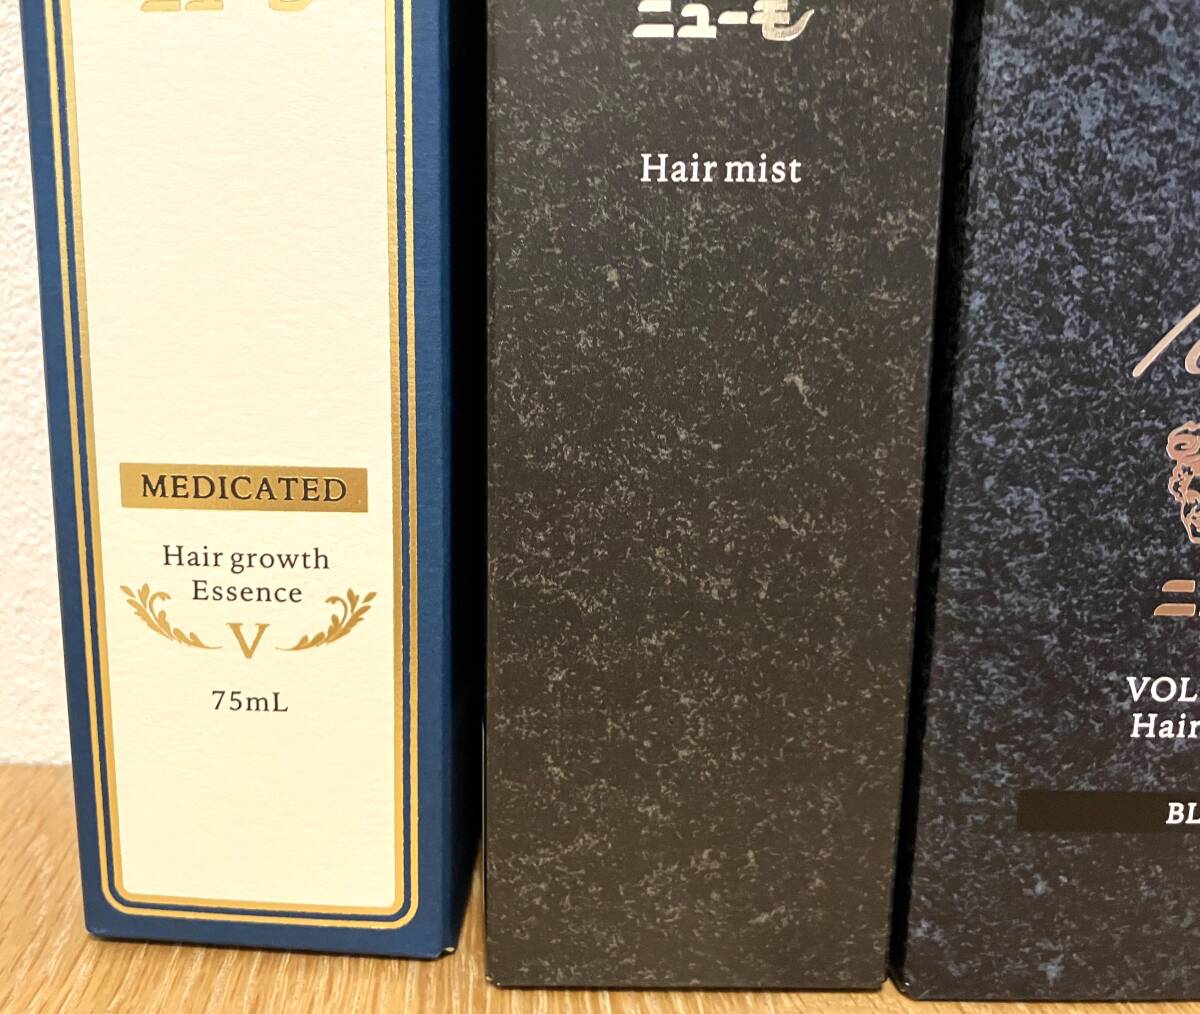 MEDICATED
Hair growth
Essence
V
75mL
ニューモ
Hair mist
VOL
Hair
BL